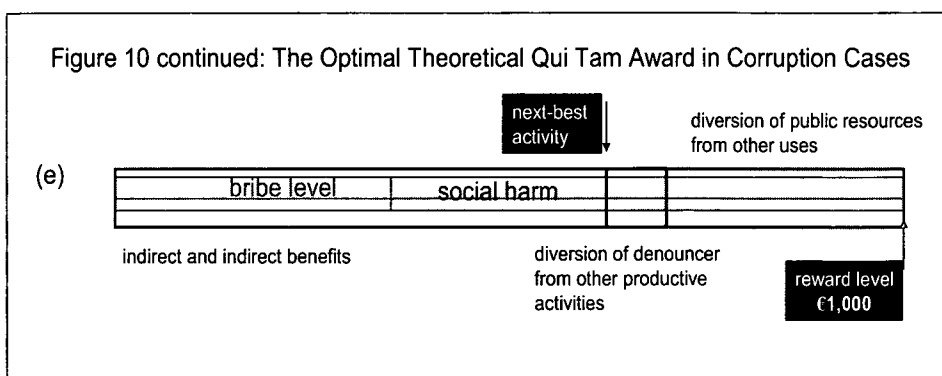 Figure 10 continued: The Optimal Theoretical Qui Tam Award in Corruption Cases
next-best
activity
diversion of public resources
from other uses
(e)
bribe level
social harm
indirect and indirect benefits
diversion of denouncer
from other productive
activities
reward level
€1,000